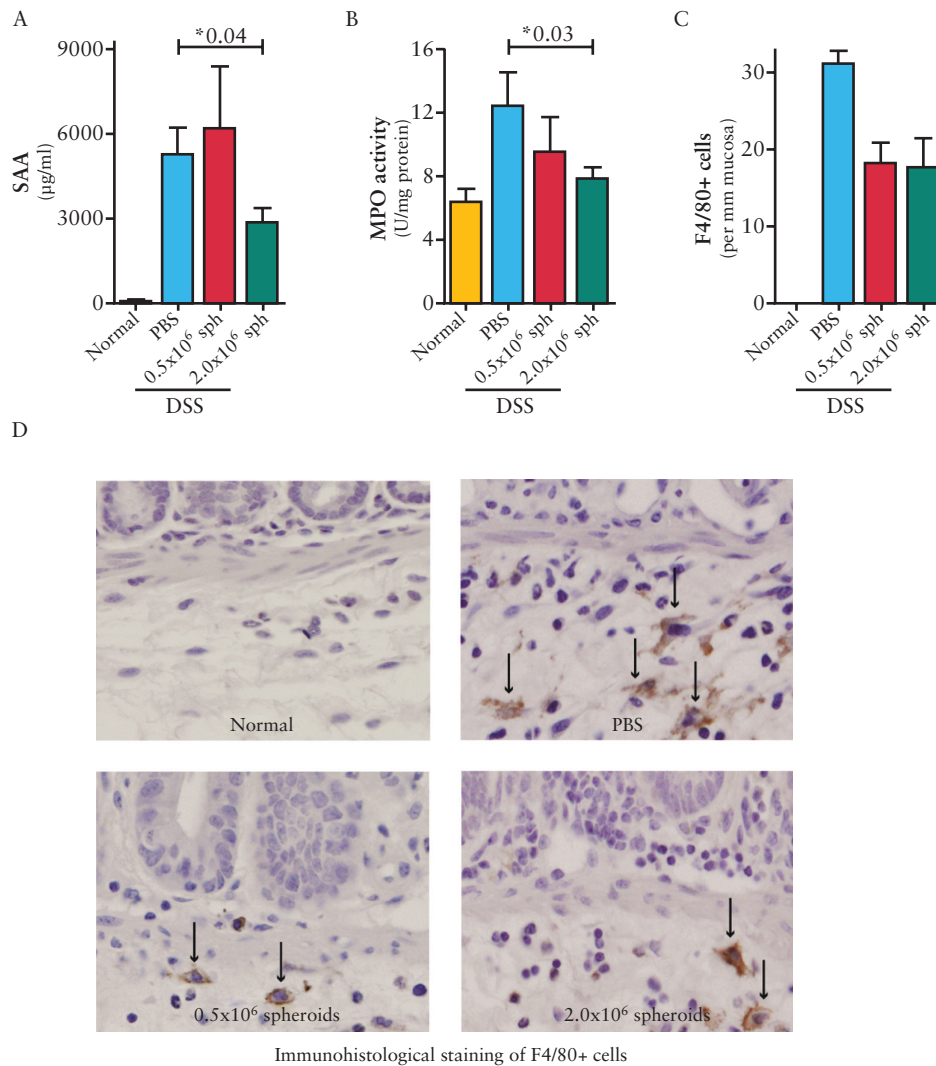 A
SAA
(µg/ml)
9000
6000
3000
0
*0.04
Normal
PBS
0.5x10⁶ sph
2.0x10⁶ sph
DSS
B
MPO activity
(U/mg protein)
16
12
8
4
0
*0.03
Normal
PBS
0.5x10⁶ sph
2.0x10⁶ sph
DSS
C
F4/80+ cells
(per mm mucosa)
30
20
10
0
Normal
PBS
0.5x10⁶ sph
2.0x10⁶ sph
DSS
D
Normal
PBS
0.5x10⁶ spheroids
2.0x10⁶ spheroids
Immunohistological staining of F4/80+ cells